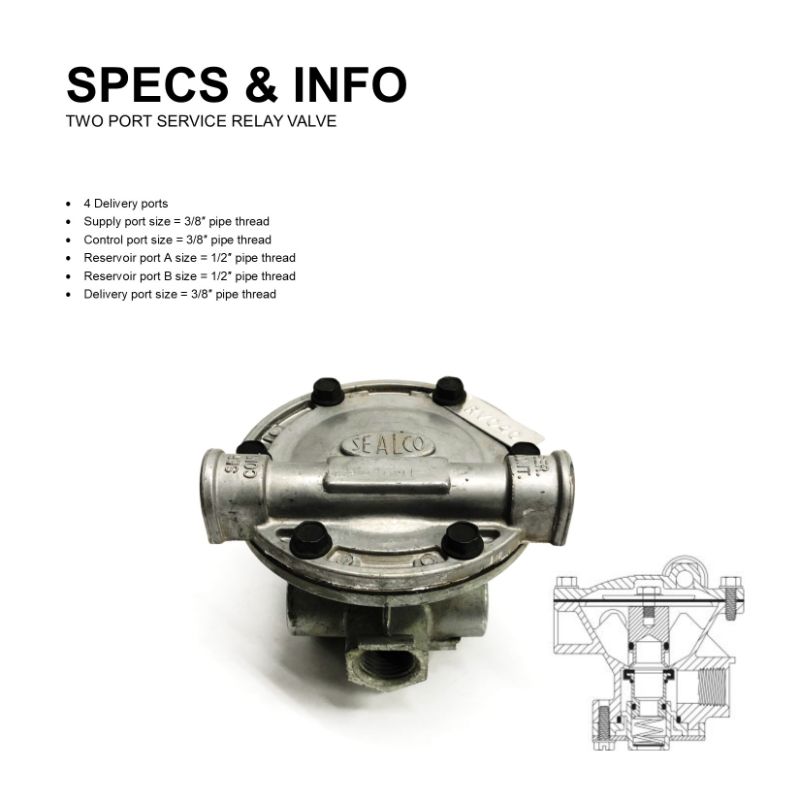 SPECS & INFO
TWO PORT SERVICE RELAY VALVE
• 4 Delivery ports
• Supply port size = 3/8″ pipe thread
• Control port size = 3/8″ pipe thread
• Reservoir port A size = 1/2″ pipe thread
• Reservoir port B size = 1/2″ pipe thread
• Delivery port size = 3/8″ pipe thread
SEALCO
SER.